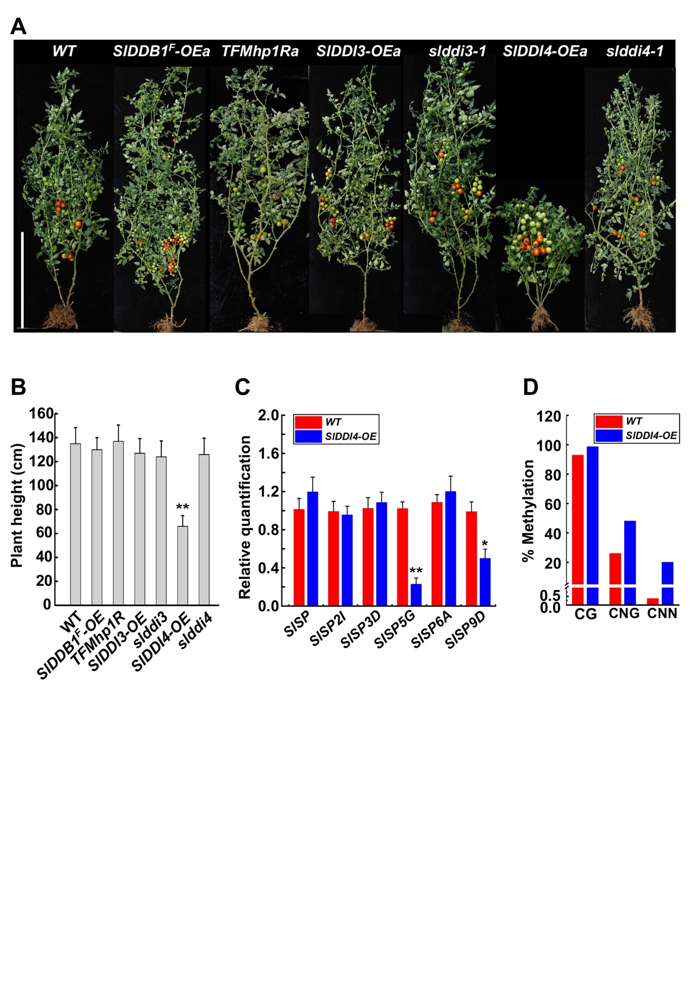 A
WT SlDDB1F-OEa TFMhp1Ra SlDDI3-OEa slddi3-1 SlDDI4-OEa slddi4-1
B
Plant height (cm)
160
140
120
100
80
60
40
20
0
**
WT
SlDDB1F-OE
TFMhp1R
SlDDI3-OE
slddi3
SlDDI4-OE
slddi4
C
Relative quantification
2.0
1.6
1.2
0.8
0.4
0.0
WT
SlDDI4-OE
**
*
SlSP
SlSP2I
SlSP3D
SlSP5G
SlSP6A
SlSP9D
D
% Methylation
120
100
80
60
40
20
0.5
0.0
WT
SlDDI4-OE
CG CNG CNN